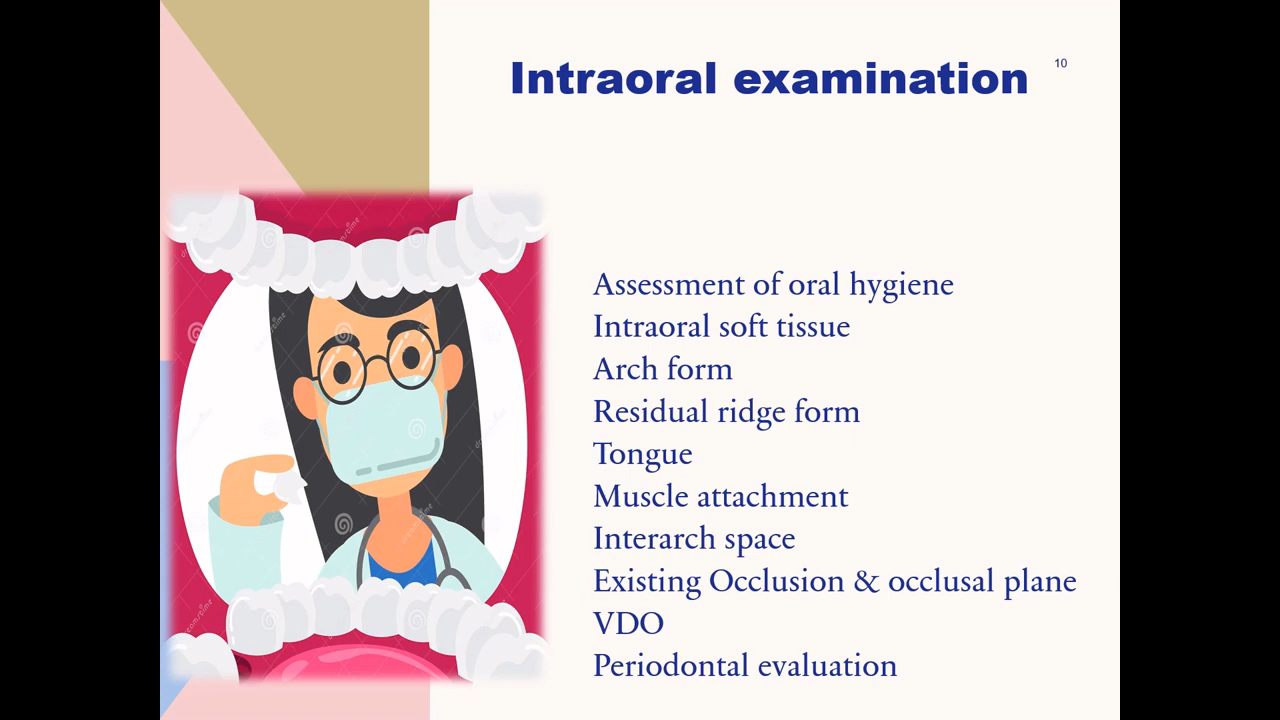 Intraoral examination
10
Assessment of oral hygiene
Intraoral soft tissue
Arch form
Residual ridge form
Tongue
Muscle attachment
Interarch space
Existing Occlusion & occlusal plane
VDO
Periodontal evaluation